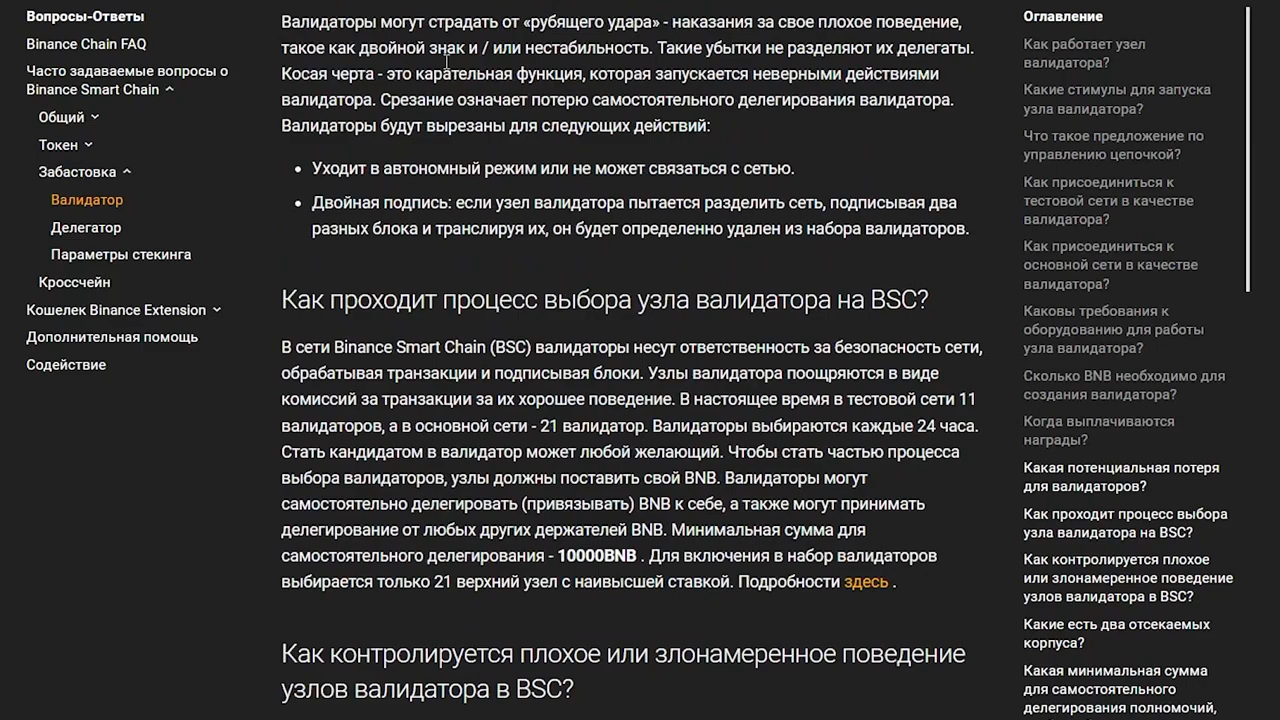 Вопросы-Ответы
Binance Chain FAQ
Часто задаваемые вопросы о
Binance Smart Chain
Общий
Токен
Забастовка
Валидатор
Делегатор
Параметры стекинга
Кроссчейн
Кошелек Binance Extension
Дополнительная помощь
Содействие
Валидаторы могут страдать от «рубящего удара» - наказания за свое плохое поведение,
такое как двойной знак и / или нестабильность. Такие убытки не разделяют их делегаты.
Косая черта - это карательная функция, которая запускается неверными действиями
валидатора. Срезание означает потерю самостоятельного делегирования валидатора.
Валидаторы будут вырезаны для следующих действий:
• Уходит в автономный режим или не может связаться с сетью.
• Двойная подпись: если узел валидатора пытается разделить сеть, подписывая два
разных блока и транслируя их, он будет определенно удален из набора валидаторов.
Как проходит процесс выбора узла валидатора на BSC?
В сети Binance Smart Chain (BSC) валидаторы несут ответственность за безопасность сети,
обрабатывая транзакции и подписывая блоки. Узлы валидатора поощряются в виде
комиссий за транзакции за их хорошее поведение. В настоящее время в тестовой сети 11
валидаторов, а в основной сети - 21 валидатор. Валидаторы выбираются каждые 24 часа.
Стать кандидатом в валидатор может любой желающий. Чтобы стать частью процесса
выбора валидаторов, узлы должны поставить свой BNB. Валидаторы могут
самостоятельно делегировать (привязывать) BNB к себе, а также могут принимать
делегирование от любых других держателей BNB. Минимальная сумма для
самостоятельного делегирования - 10000BNB . Для включения в набор валидаторов
выбирается только 21 верхний узел с наивысшей ставкой. Подробности здесь .
Как контролируется плохое или злонамеренное поведение
узлов валидатора в BSC?
Оглавление
Как работает узел
валидатора?
Какие стимулы для запуска
узла валидатора?
Что такое предложение по
управлению цепочкой?
Как присоединиться к
тестовой сети в качестве
валидатора?
Как присоединиться к
основной сети в качестве
валидатора?
Каковы требования к
оборудованию для работы
узла валидатора?
Сколько BNB необходимо для
создания валидатора?
Когда выплачиваются
награды?
Какая потенциальная потеря
для валидаторов?
Как проходит процесс выбора
узла валидатора на BSC?
Как контролируется плохое
или злонамеренное поведение
узлов валидатора в BSC?
Какие есть два отсекаемых
корпуса?
Какая минимальная сумма
для самостоятельного
делегирования полномочий,